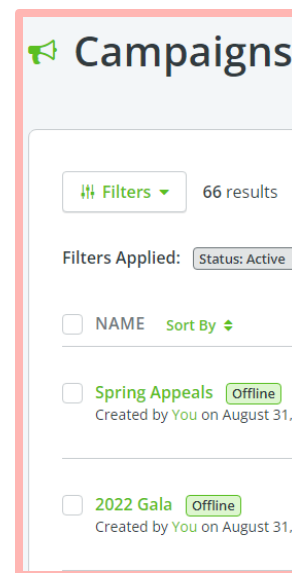 Campaigns
Filters 66 results
Filters Applied: Status: Active
NAME Sort By
Spring Appeals Offline
Created by You on August 31,
2022 Gala Offline
Created by You on August 31,